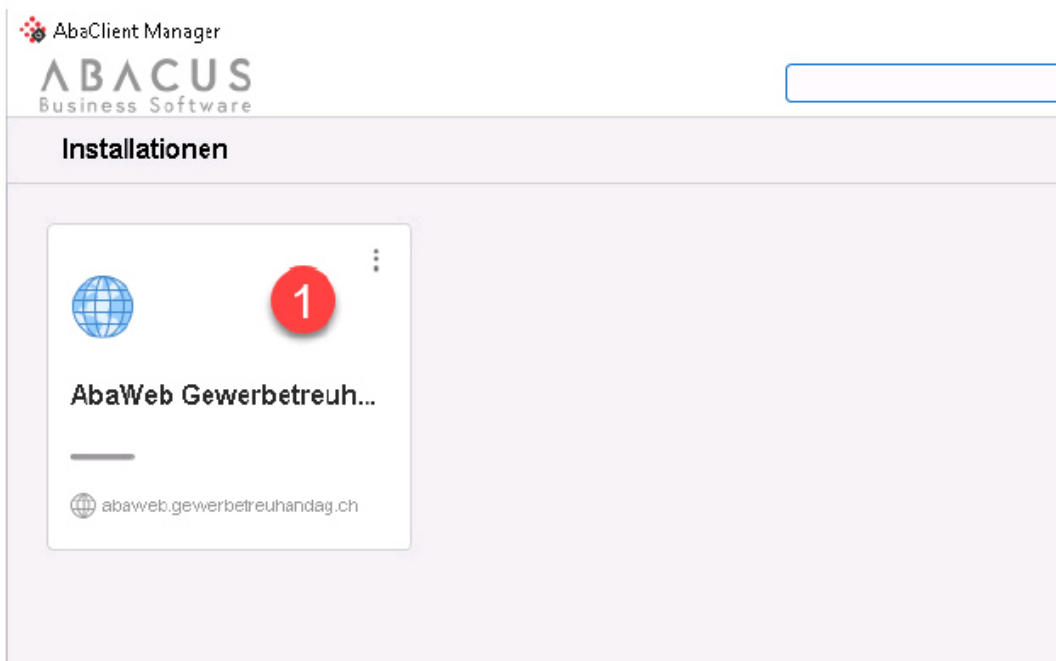 AbaClient Manager
ABACUS
Business Software
Installationen
1
AbaWeb Gewerbetreuh...
abaweb.gewerbetreuhandag.ch